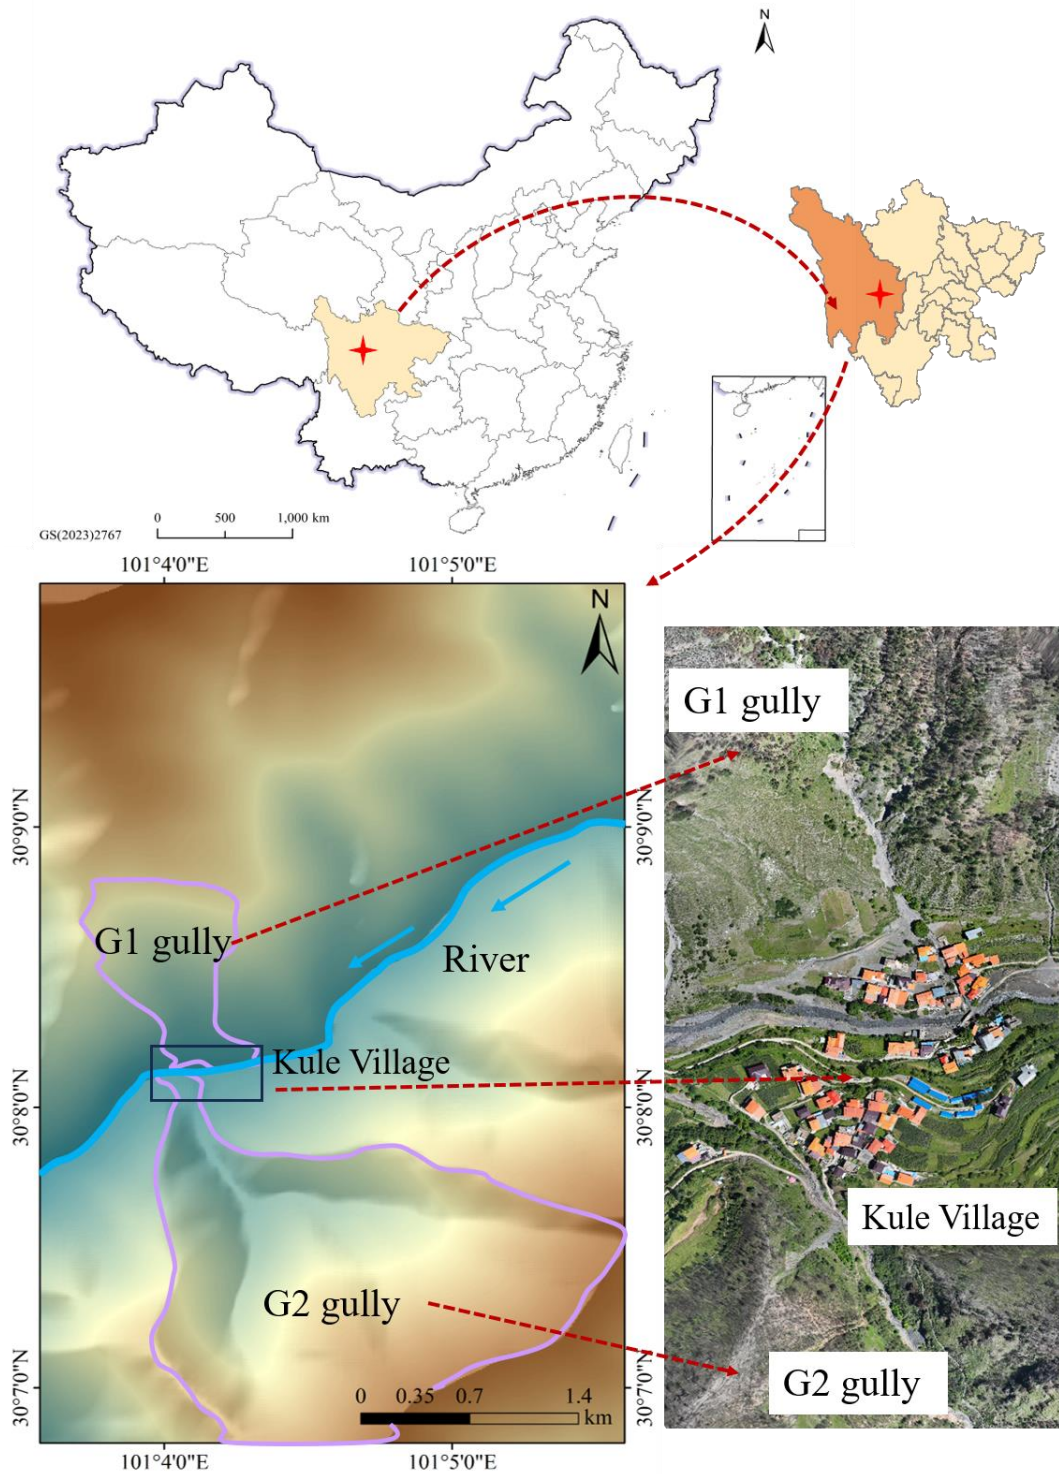 N
GS(2023)2767
0 500 1,000 km
101°4'0"E 101°5'0"E
N
G1 gully
30°9'0"N 30°9'0"N
G1 gully
River
Kule Village
30°8'0"N 30°8'0"N
Kule Village
G2 gully
30°7'0"N 30°7'0"N
G2 gully
0 0.35 0.7 1.4
km
101°4'0"E 101°5'0"E